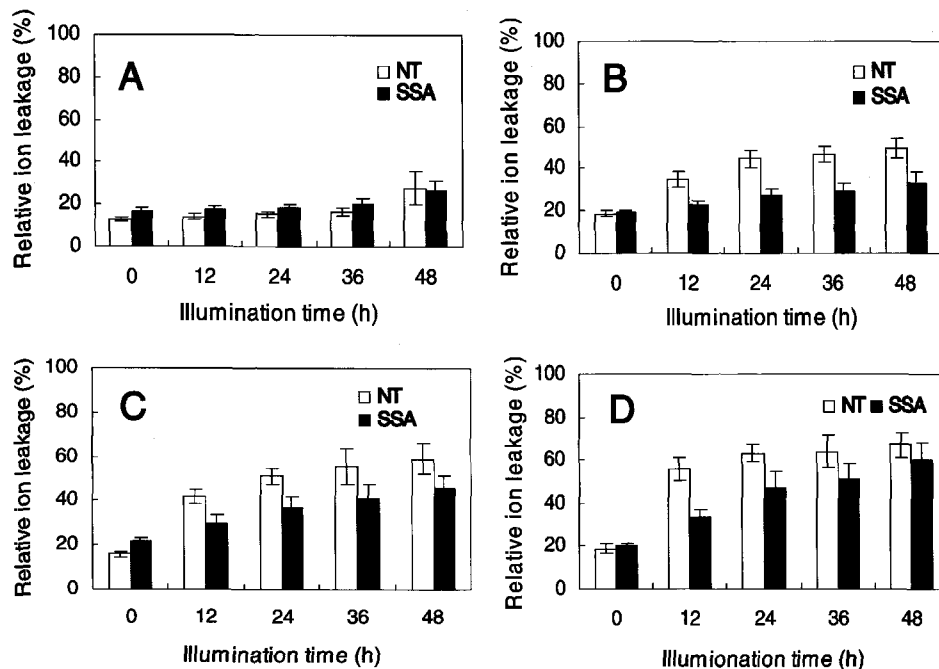 Relative ion leakage (%)
100
80
60
40
20
0
A
NT
SSA
0 12 24 36 48
Illumination time (h)
Relative ion leakage (%)
100
80
60
40
20
0
B
NT
SSA
0 12 24 36 48
Illumination time (h)
Relative ion leakage (%)
100
80
60
40
20
0
C
NT
SSA
0 12 24 36 48
Illumination time (h)
Relative ion leakage (%)
100
80
60
40
20
0
D
NT SSA
0 12 24 36 48
Illumionation time (h)